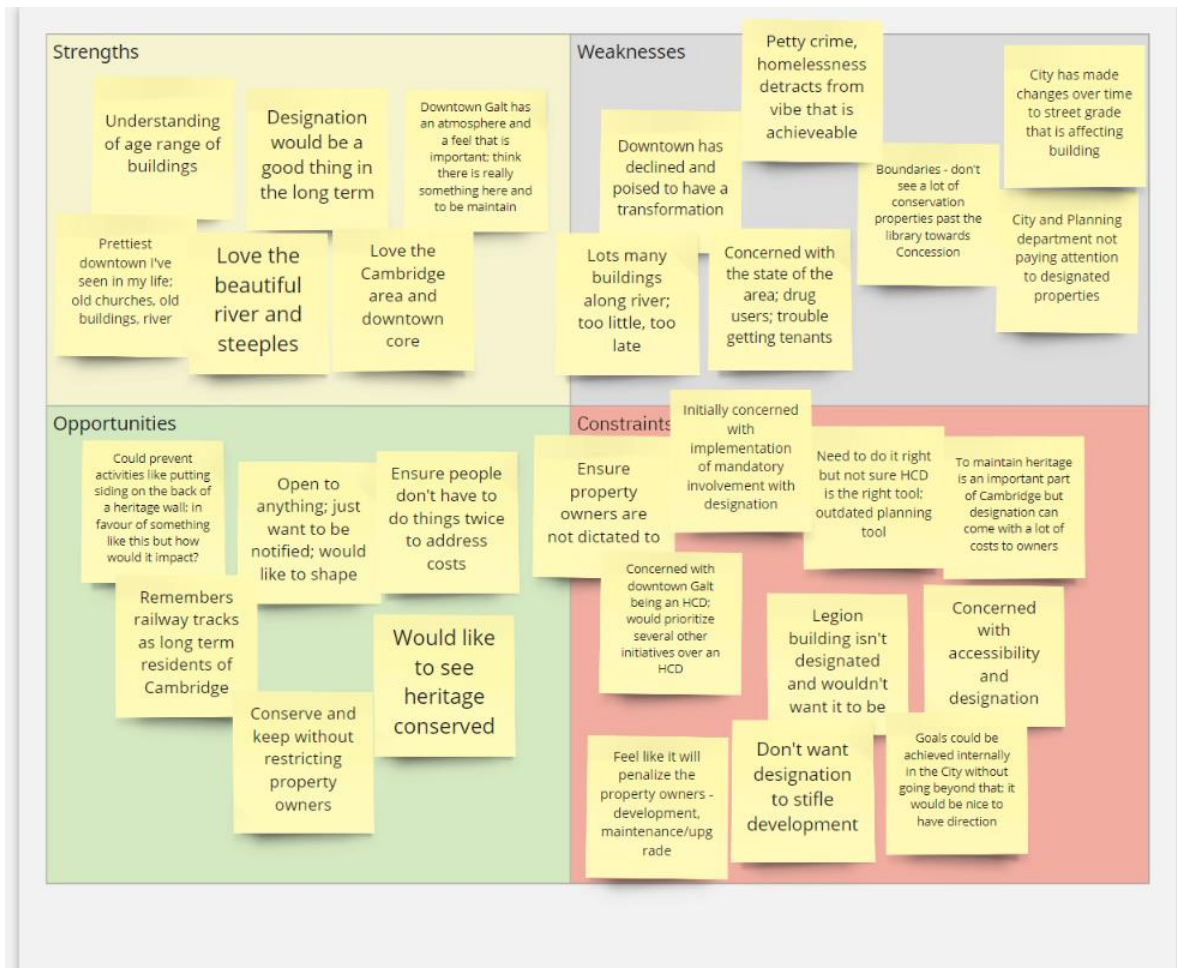 Strengths
Understanding
of age range of
buildings
Designation
would be a
good thing in
the long term
Downtown Galt has
an atmosphere and
a feel that is
important; think
there is really
something here and
to be maintain
Prettiest
downtown I've
seen in my life;
old churches, old
buildings, river
Love the
beautiful
river and
steeples
Love the
Cambridge
area and
downtown
core
Weaknesses
Petty crime,
homelessness
detracts from
vibe that is
achieveable
City has made
changes over time
to street grade
that is affecting
building
Downtown has
declined and
poised to have a
transformation
Boundaries - don't
see a lot of
conservation
properties past the
library towards
Concession
City and Planning
department not
paying attention
to designated
properties
Lots many
buildings
along river;
too little, too
late
Concerned with
the state of the
area; drug
users; trouble
getting tenants
Opportunities
Could prevent
activities like putting
siding on the back of
a heritage wall; in
favour of something
like this but how
would it impact?
Open to
anything; just
want to be
notified; would
like to shape
Ensure people
don't have to
do things twice
to address
costs
Remembers
railway tracks
as long term
residents of
Cambridge
Would like
to see
heritage
conserved
Conserve and
keep without
restricting
property
owners
Constraints
Ensure
property
owners are
not dictated to
Initially concerned
with
implementation
of mandatory
involvement with
designation
Need to do it right
but not sure HCD
is the right tool;
outdated planning
tool
To maintain heritage
is an important part
of Cambridge but
designation can
come with a lot of
costs to owners
Concerned with
downtown Galt
being an HCD;
would prioritize
several other
initiatives over an
HCD
Legion
building isn't
designated
and wouldn't
want it to be
Concerned
with
accessibility
and
designation
Feel like it will
penalize the
property owners -
development,
maintenance/upg
rade
Don't want
designation
to stifle
development
Goals could be
achieved internally
in the City without
going beyond that; it
would be nice to
have direction